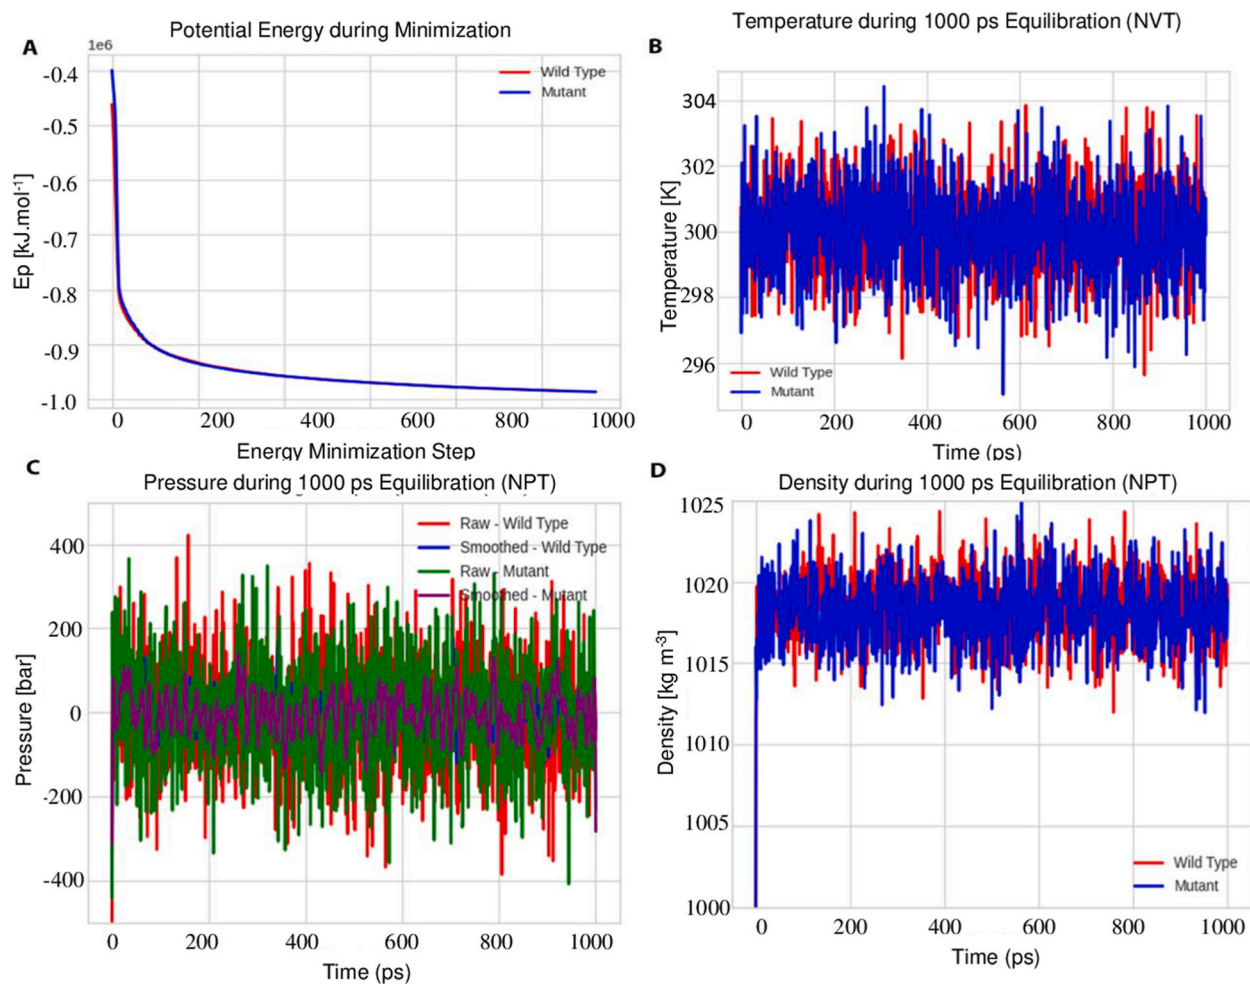 A
Potential Energy during Minimization
1e6
Wild Type
Mutant
-0.4
-0.5
-0.6
-0.7
-0.8
-0.9
-1.0
Ep [kJ.mol-1]
0 200 400 600 800 1000
Energy Minimization Step
B
Temperature during 1000 ps Equilibration (NVT)
304
302
300
298
296
Temperature [K]
Wild Type
Mutant
0 200 400 600 800 1000
Time (ps)
C
Pressure during 1000 ps Equilibration (NPT)
Raw - Wild Type
Smoothed - Wild Type
Raw - Mutant
Smoothed - Mutant
400
200
0
-200
-400
Pressure [bar]
0 200 400 600 800 1000
Time (ps)
D
Density during 1000 ps Equilibration (NPT)
1025
1020
1015
1010
1005
1000
Density [kg m-3]
Wild Type
Mutant
0 200 400 600 800 1000
Time (ps)